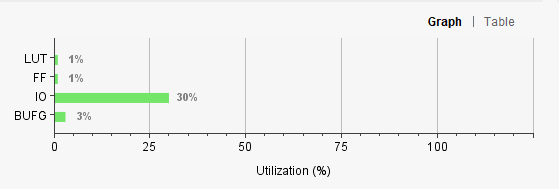 Graph | Table
LUT 1%
FF 1%
IO 30%
BUFG 3%
0 25 50 75 100
Utilization (%)